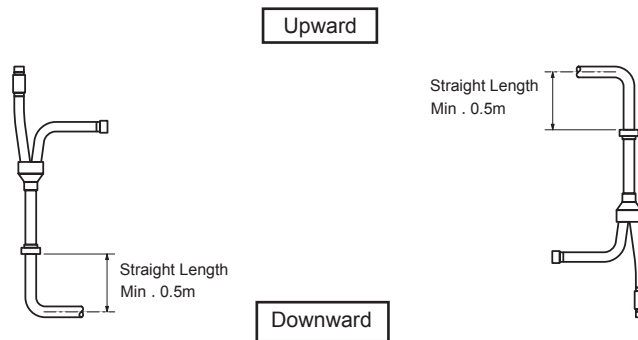 Upward
Straight Length
Min . 0.5m
Straight Length
Min . 0.5m
Downward